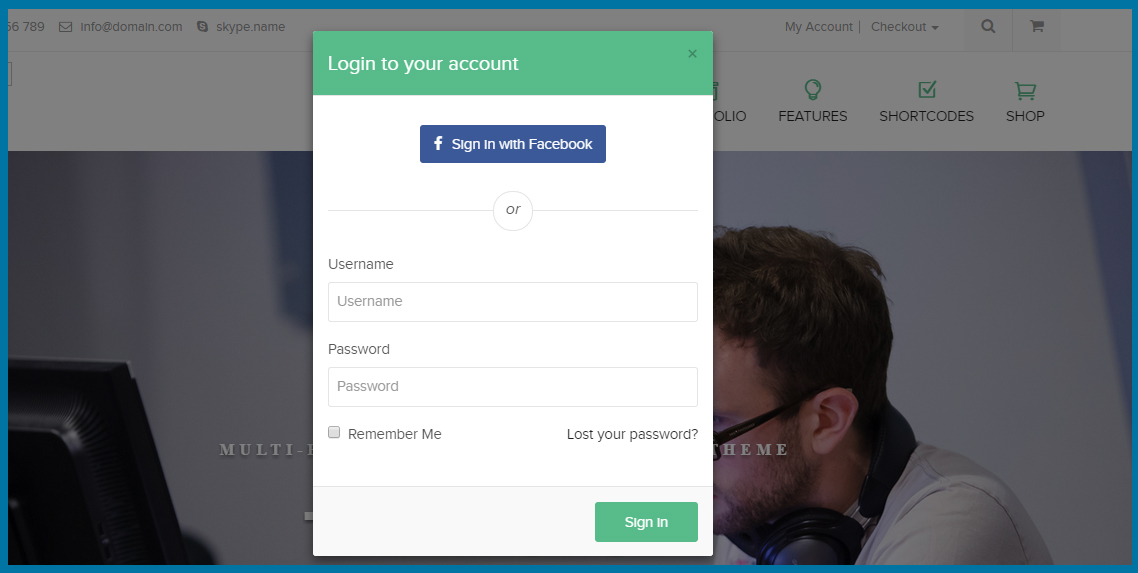 56 789 info@domain.com skype.name My Account Checkout
Login to your account ×
OLIO FEATURES SHORTCODES SHOP
f Sign in with Facebook
or
Username
Username
Password
Password
Remember Me Lost your password?
MULTI- THEME
Sign in